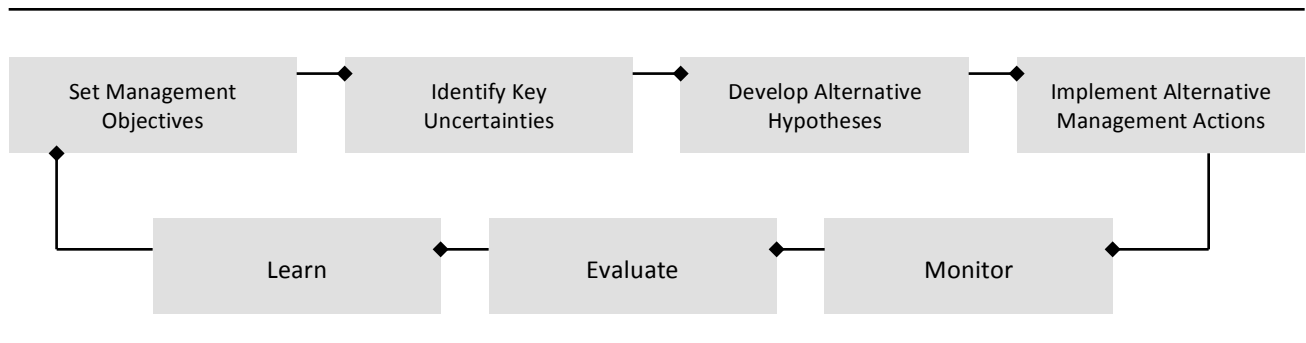 Set Management
Objectives
Identify Key
Uncertainties
Develop Alternative
Hypotheses
Implement Alternative
Management Actions
Learn
Evaluate
Monitor